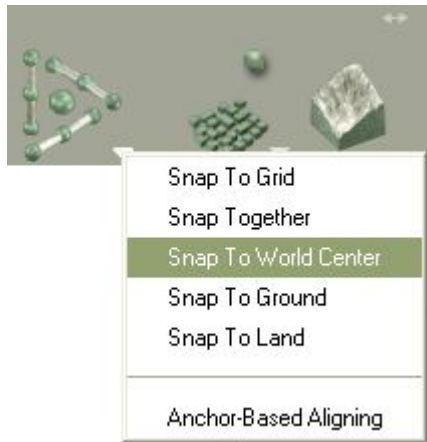 Snap To Grid
Snap Together
Snap To World Center
Snap To Ground
Snap To Land
Anchor-Based Aligning